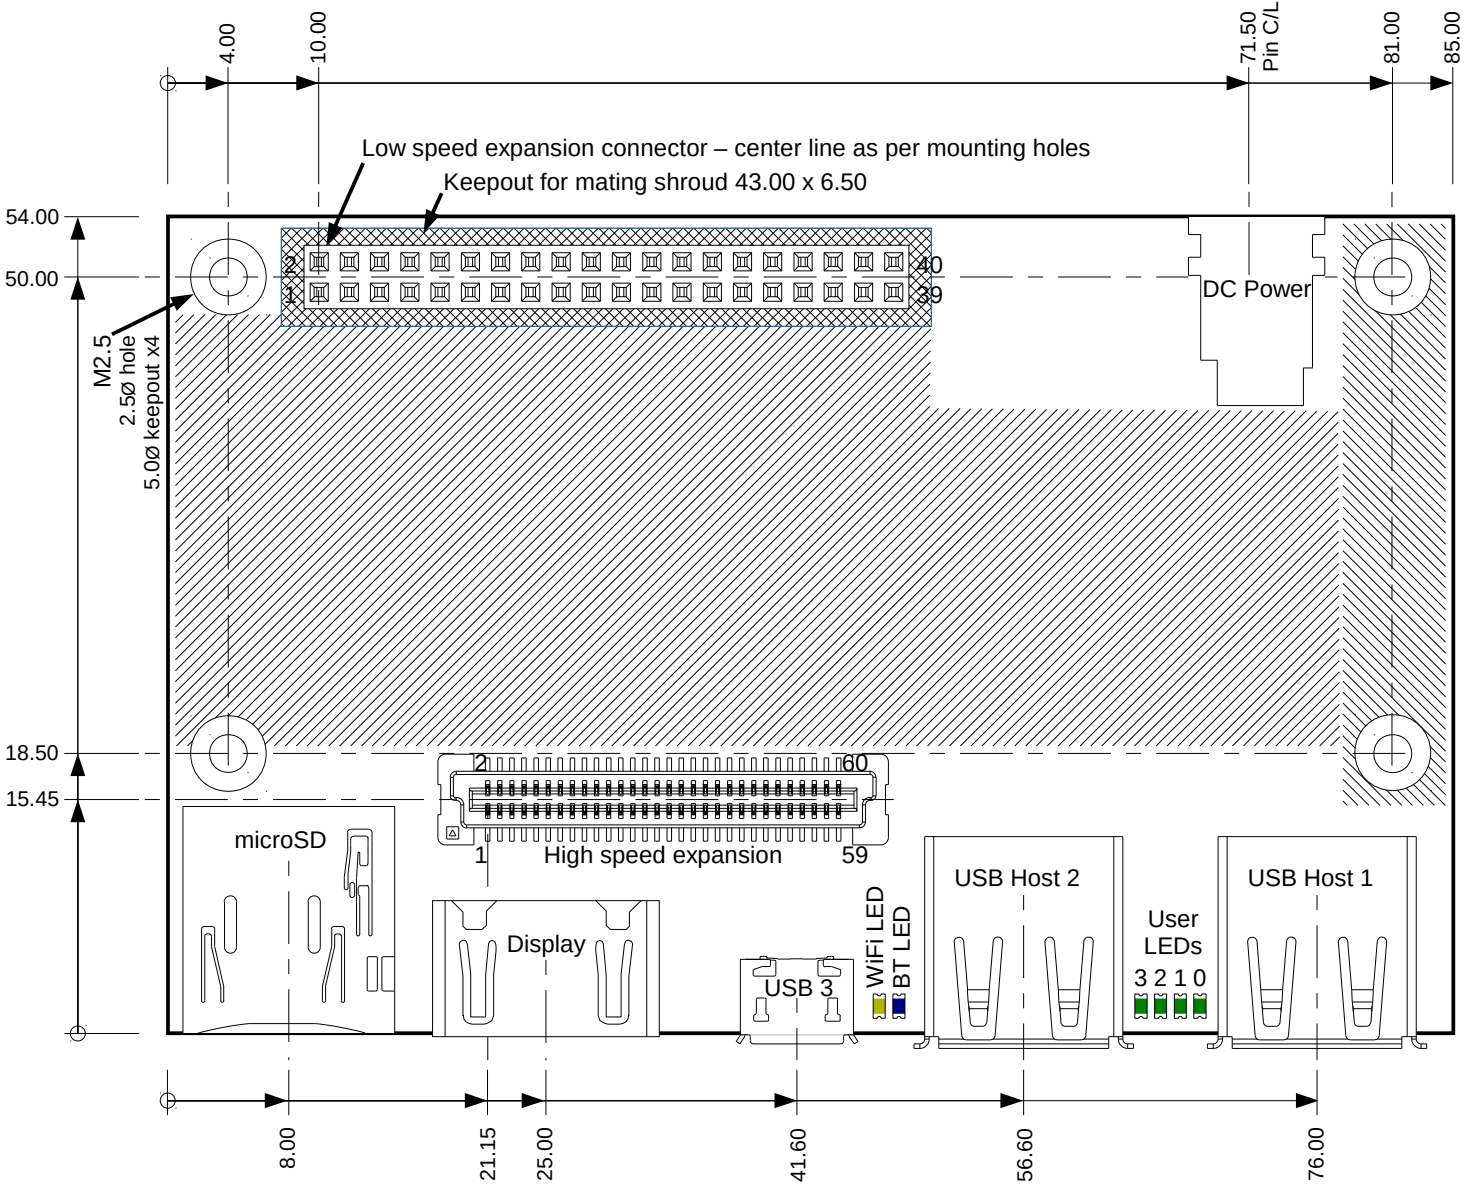 4.00
10.00
71.50
Pin C/L
81.00
85.00
Low speed expansion connector – center line as per mounting holes
Keepout for mating shroud 43.00 x 6.50
54.00
2
40
50.00
DC Power
1
39
M2.5
2.5Ø hole
5.0Ø keepout x4
18.50
2
60
15.45
microSD
1
High speed expansion
59
USB Host 2
USB Host 1
WiFi LED
BT LED
User
LEDs
Display
3 2 1 0
USB 3
8.00
21.15
25.00
41.60
56.60
76.00